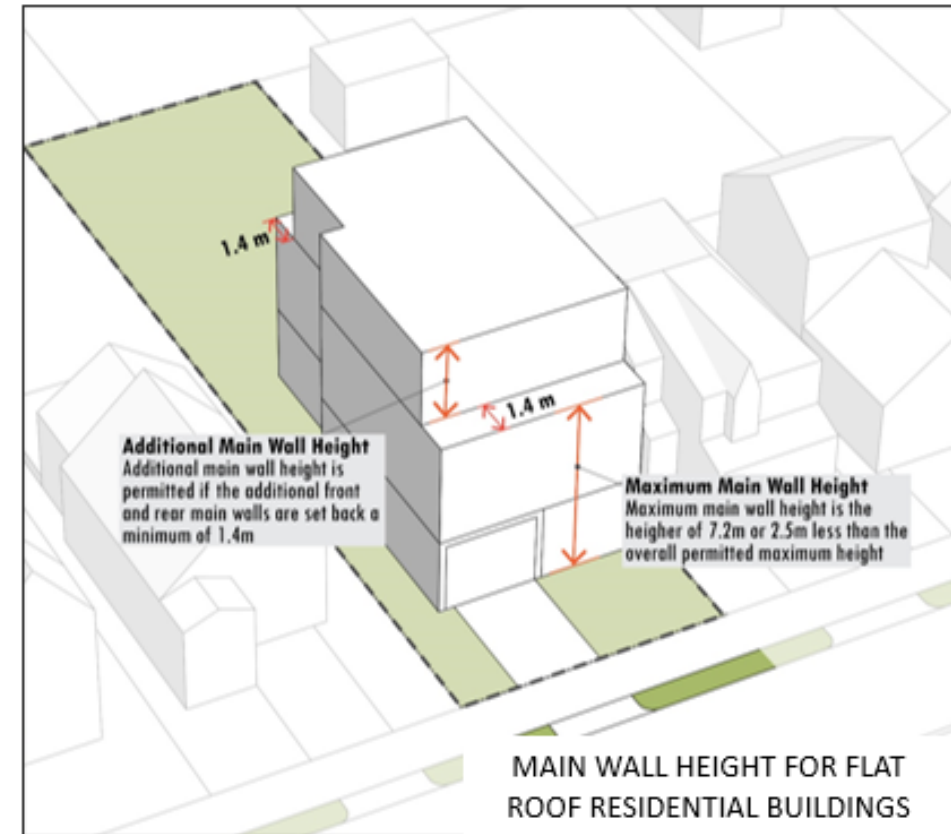 1.4 m
1.4 m
Additional Main Wall Height
Additional main wall height is
permitted if the additional front
and rear main walls are set back a
minimum of 1.4m
Maximum Main Wall Height
Maximum main wall height is the
heigher of 7.2m or 2.5m less than the
overall permitted maximum height
MAIN WALL HEIGHT FOR FLAT
ROOF RESIDENTIAL BUILDINGS